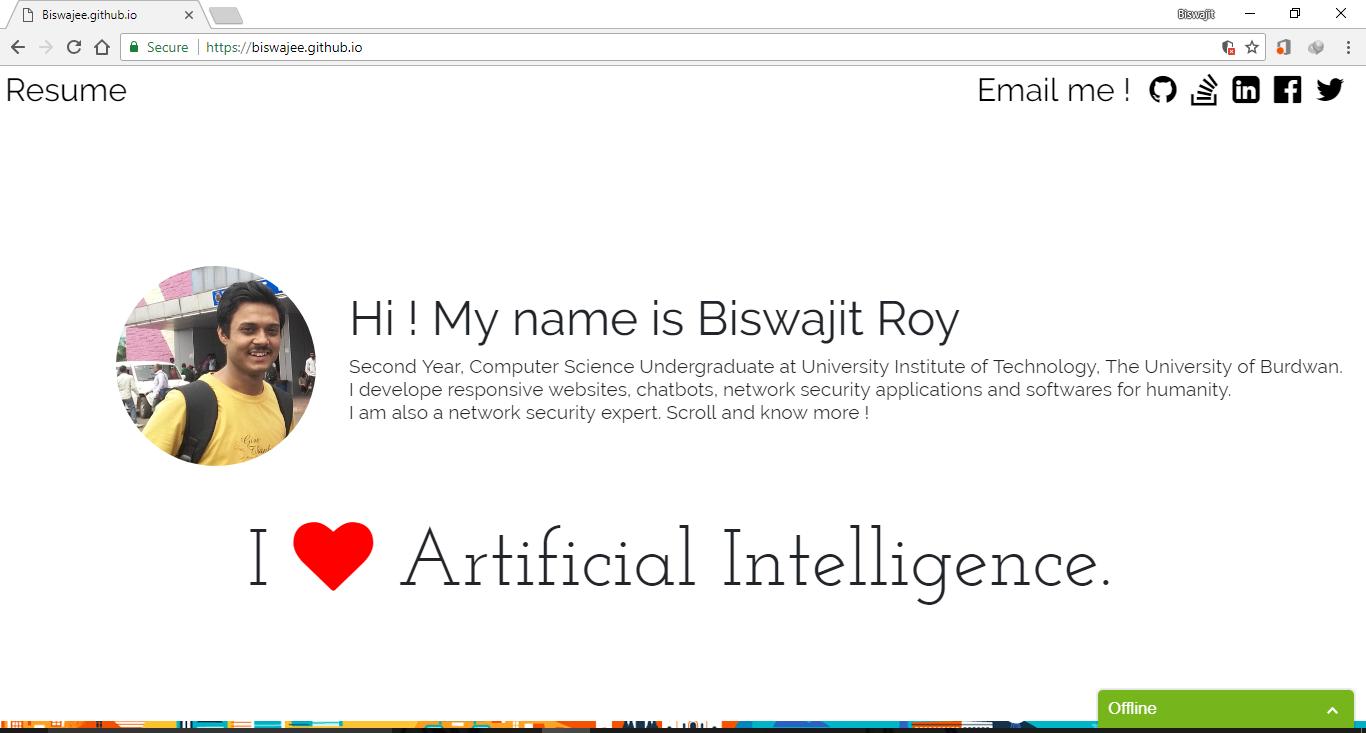 Biswajee.github.io
Biswajit
Secure
https://biswajee.github.io
Resume
Email me !
Hi ! My name is Biswajit Roy
Second Year, Computer Science Undergraduate at University Institute of Technology, The University of Burdwan.
I develope responsive websites, chatbots, network security applications and softwares for humanity.
I am also a network security expert. Scroll and know more !
I ❤ Artificial Intelligence.
Offline